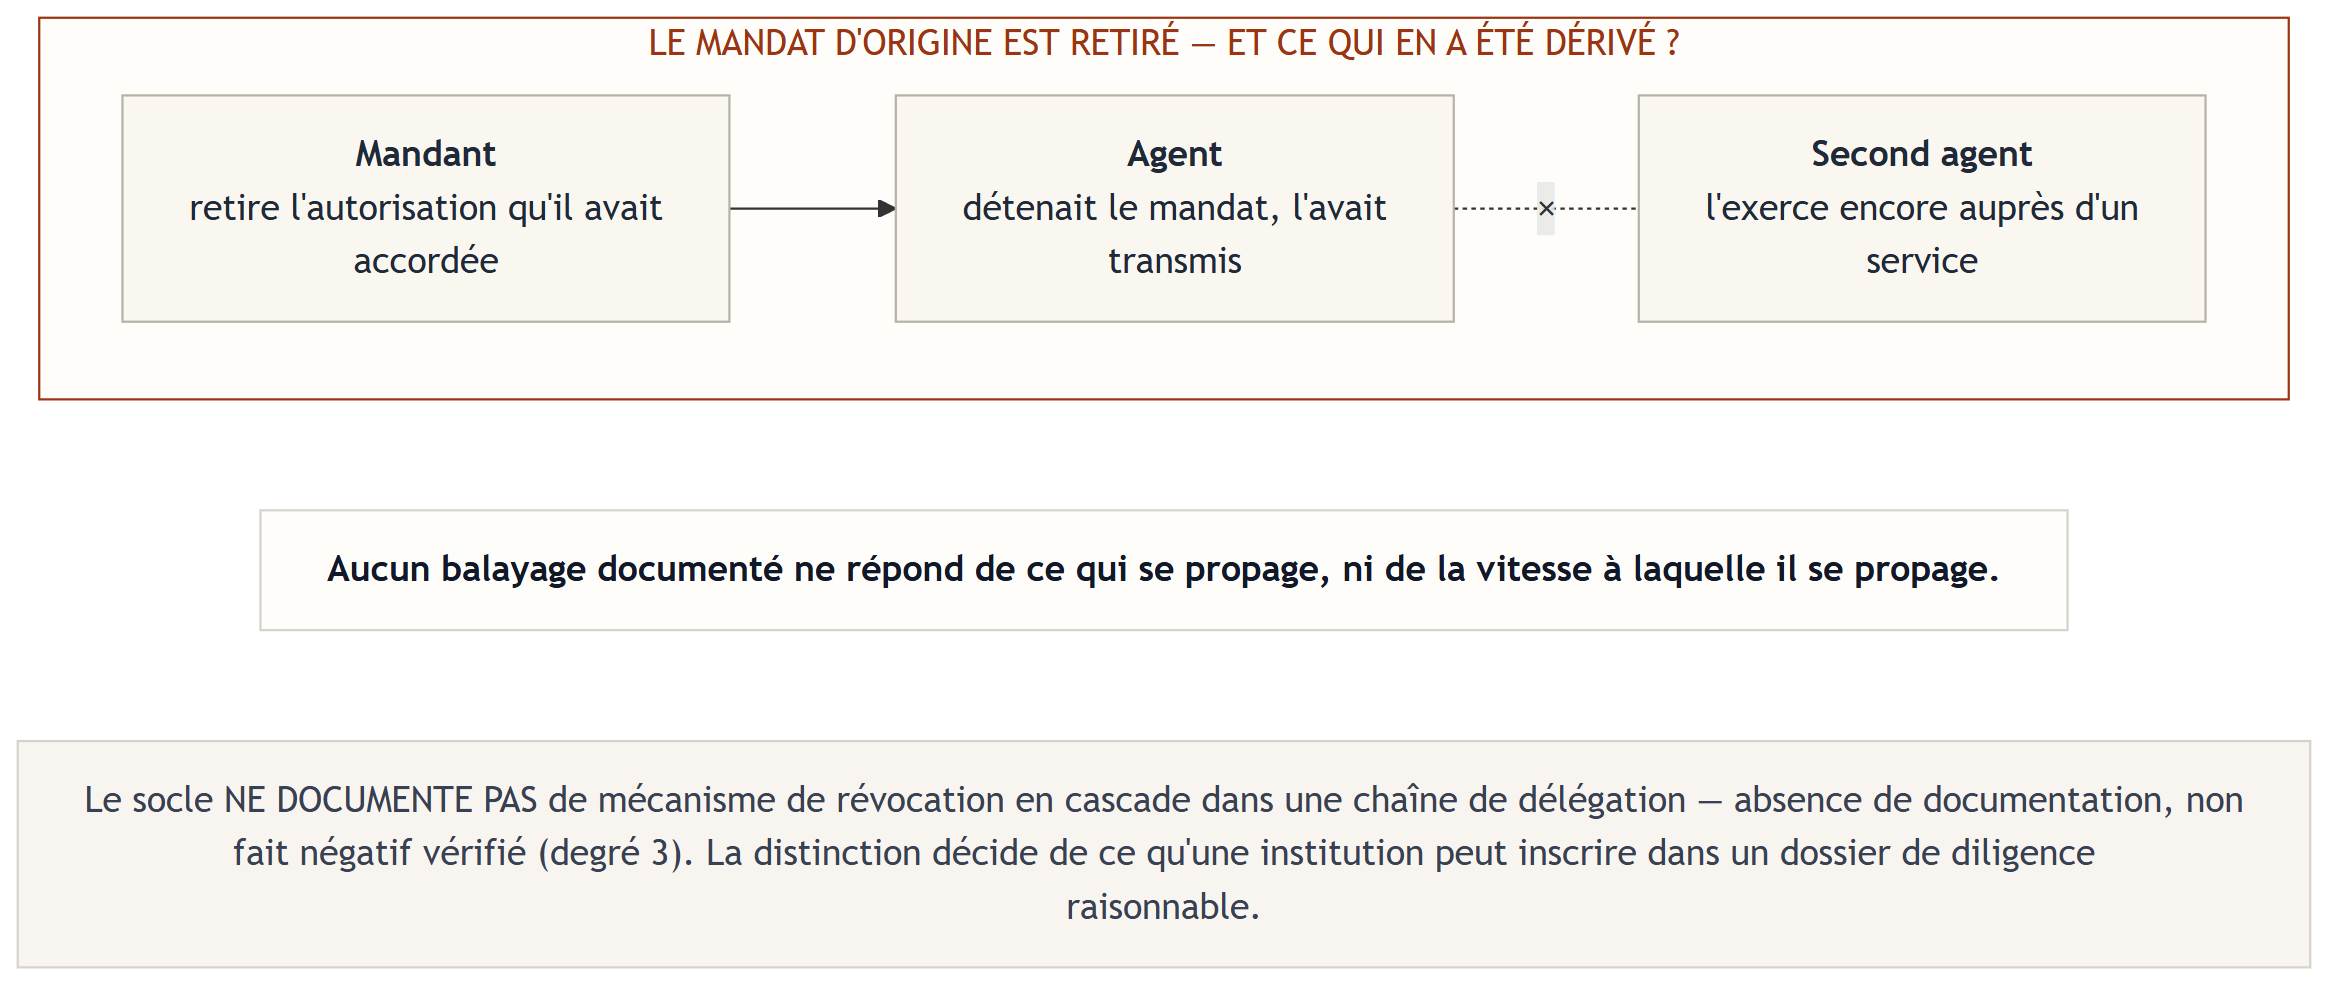 LE MANDAT D'ORIGINE EST RETIRÉ — ET CE QUI EN A ÉTÉ DÉRIVÉ ?
Mandant
retire l'autorisation qu'il avait
accordée
Agent
détenait le mandat, l'avait
transmis
×
Second agent
l'exerce encore auprès d'un
service
Aucun balayage documenté ne répond de ce qui se propage, ni de la vitesse à laquelle il se propage.
Le socle NE DOCUMENTE PAS de mécanisme de révocation en cascade dans une chaîne de délégation — absence de documentation, non
fait négatif vérifié (degré 3). La distinction décide de ce qu'une institution peut inscrire dans un dossier de diligence
raisonnable.